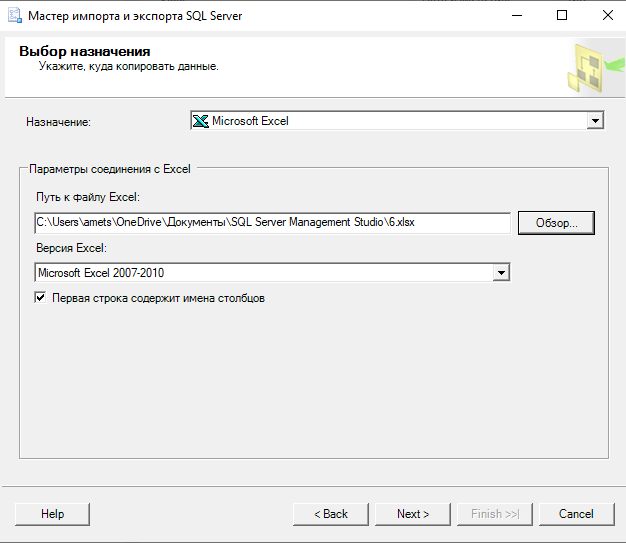 Мастер импорта и экспорта SQL Server
Выбор назначения
Укажите, куда копировать данные.
Назначение:
Microsoft Excel
Параметры соединения с Excel
Путь к файлу Excel:
C:\Users\amets\OneDrive\Документы\SQL Server Management Studio\6.xlsx
Обзор...
Версия Excel:
Microsoft Excel 2007-2010
Первая строка содержит имена столбцов
Help
< Back
Next >
Finish >>|
Cancel